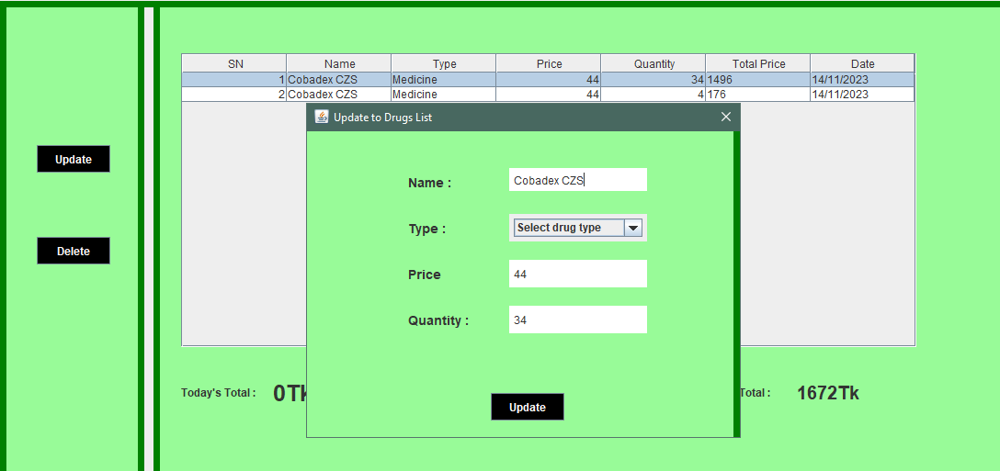 SN Name Type Price Quantity Total Price Date
1 Cobadex CZS Medicine 44 34 1496 14/11/2023
2 Cobadex CZS Medicine 44 4 176 14/11/2023
Update to Drugs List
Update
Delete
Name : Cobadex CZS
Type : Select drug type
Price 44
Quantity : 34
Update
Today's Total : 0Tk
Total : 1672Tk